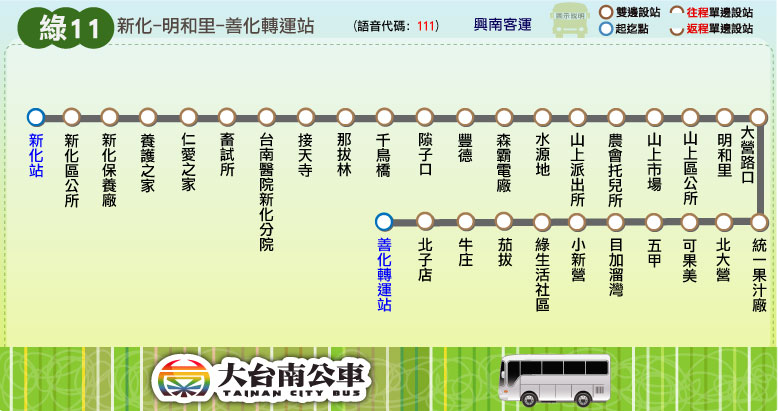 綠11 新化-明和里-善化轉運站 (語音代碼: 111) 興南客運
標示說明
雙邊設站
往程單邊設站
起迄點
返程單邊設站
新化站
新化區公所
新化保養廠
養護之家
仁愛之家
畜試所
台南醫院新化分院
接天寺
那拔林
千鳥橋
隙子口
豐德
森霸電廠
水源地
山上派出所
農會托兒所
山上市場
山上區公所
明和里
大營路口
統一果汁廠
北大營
可果美
五甲
目加溜灣
小新營
綠生活社區
茄拔
牛庄
北子店
善化轉運站
大台南公車
TAINAN CITY BUS